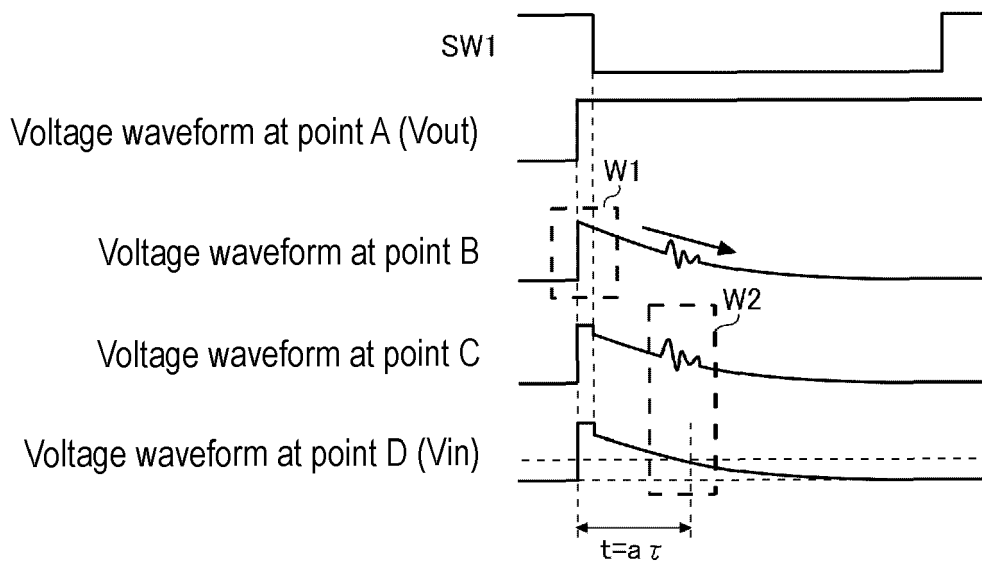 SW1
Voltage waveform at point A (Vout)
W1
Voltage waveform at point B
W2
Voltage waveform at point C
Voltage waveform at point D (Vin)
t=a τ